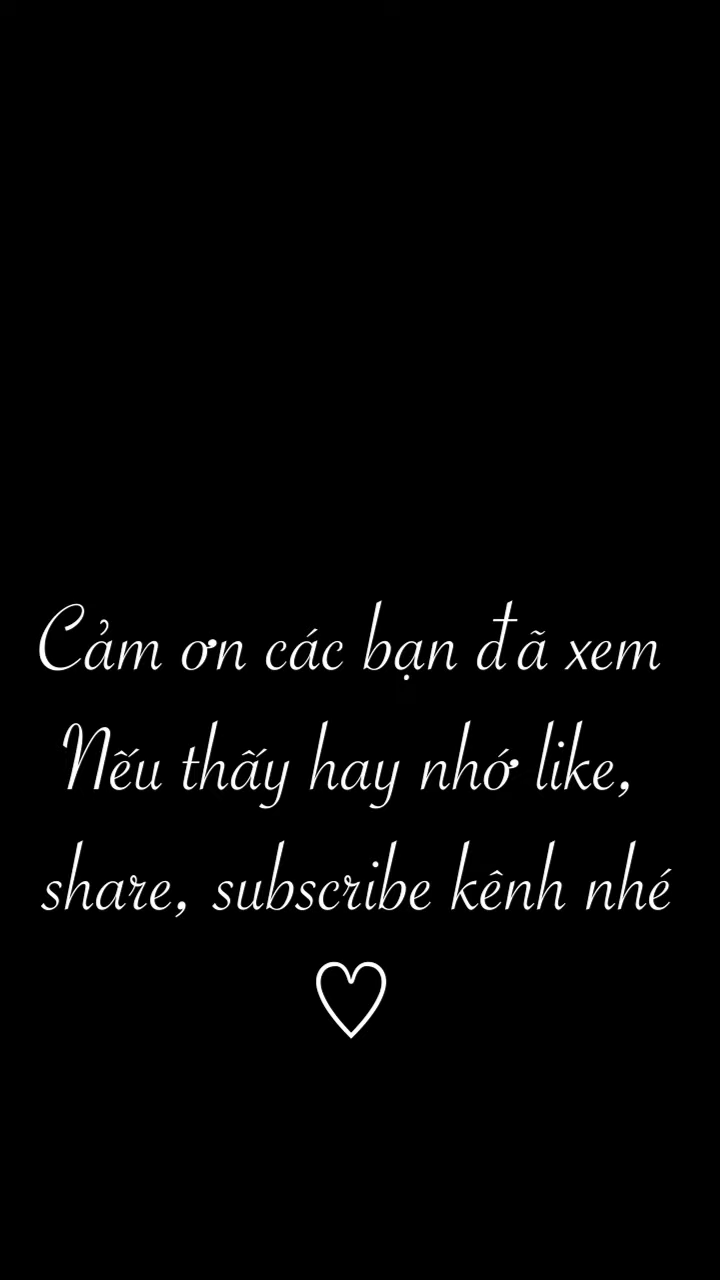 Cảm ơn các bạn đã xem
Nếu thấy hay nhớ like,
share, subscribe kênh nhé
♡